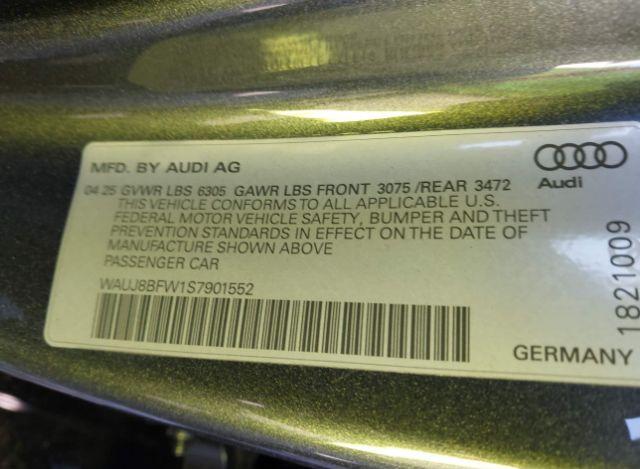 MFD. BY AUDI AG
04 25 GVWR LBS 6305 GAWR LBS FRONT 3075 /REAR 3472
THIS VEHICLE CONFORMS TO ALL APPLICABLE U.S.
FEDERAL MOTOR VEHICLE SAFETY, BUMPER AND THEFT
PREVENTION STANDARDS IN EFFECT ON THE DATE OF
MANUFACTURE SHOWN ABOVE
PASSENGER CAR
WAUJ8BFW1S7901552
Audi
1821009
GERMANY